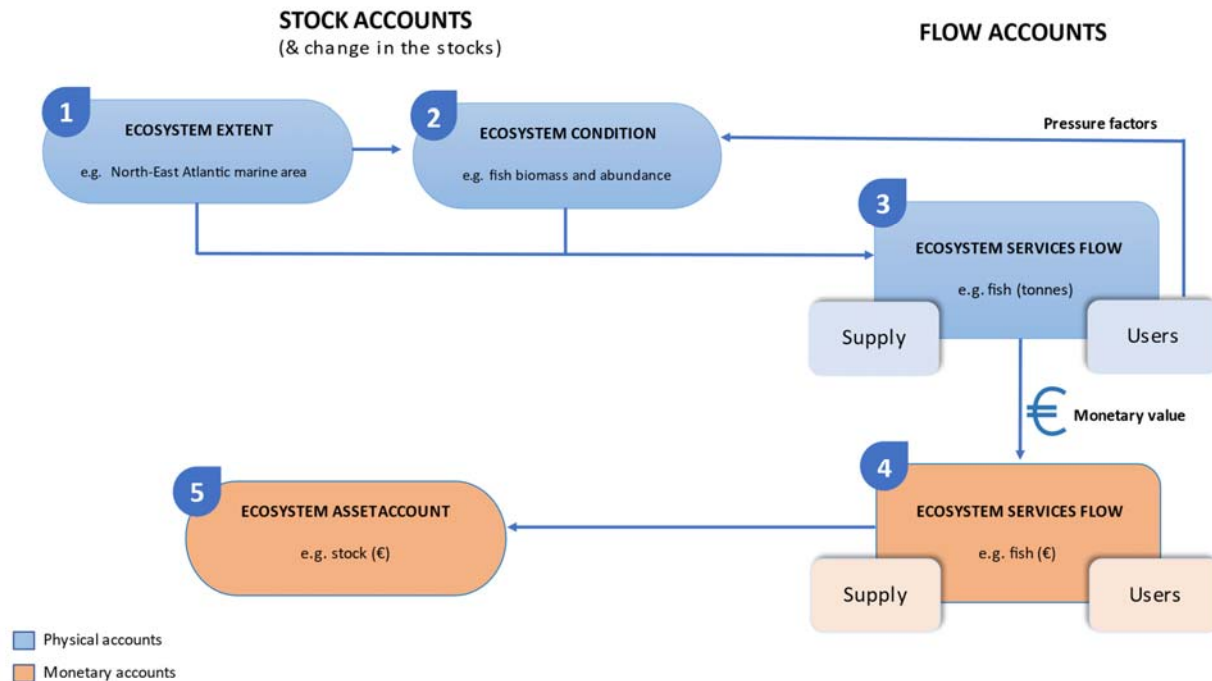 STOCK ACCOUNTS
(& change in the stocks)
FLOW ACCOUNTS
1
ECOSYSTEM EXTENT
e.g. North-East Atlantic marine area
2
ECOSYSTEM CONDITION
e.g. fish biomass and abundance
Pressure factors
3
ECOSYSTEM SERVICES FLOW
e.g. fish (tonnes)
Supply
Users
€
Monetary value
4
ECOSYSTEM SERVICES FLOW
e.g. fish (€)
Supply
Users
5
ECOSYSTEM ASSET ACCOUNT
e.g. stock (€)
Physical accounts
Monetary accounts